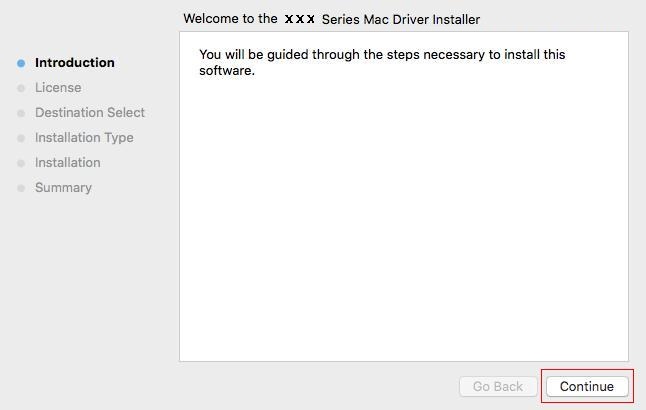 Welcome to the XXX Series Mac Driver Installer
Introduction
License
Destination Select
Installation Type
Installation
Summary
You will be guided through the steps necessary to install this
software.
Go Back
Continue